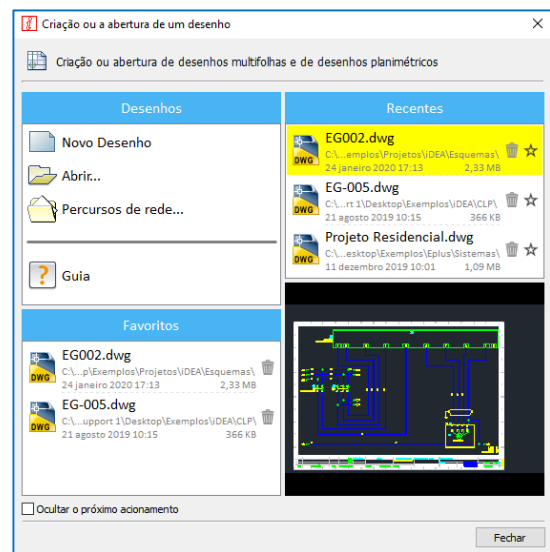 Criação ou a abertura de um desenho
Criação ou abertura de desenhos multifolhas e de desenhos planimétricos
Desenhos
Novo Desenho
Abrir...
Percursos de rede...
Guia
Recentes
EG002.dwg
C:\...emplos\Projetos\iDEA\Esquemas\
24 janeiro 2020 17:13 2,33 MB
DWG
EG-005.dwg
C:\...rt 1\Desktop\Exemplos\iDEA\CLP\
21 agosto 2019 10:15 366 KB
DWG
Projeto Residencial.dwg
C:\...esktop\Exemplos\Eplus\Sistemas\
11 dezembro 2019 10:01 1,09 MB
DWG
Favoritos
EG002.dwg
C:\...p\Exemplos\Projetos\iDEA\Esquemas\
24 janeiro 2020 17:13 2,33 MB
DWG
EG-005.dwg
C:\...upport 1\Desktop\Exemplos\iDEA\CLP\
21 agosto 2019 10:15 366 KB
DWG
Ocultar o próximo acionamento
Fechar